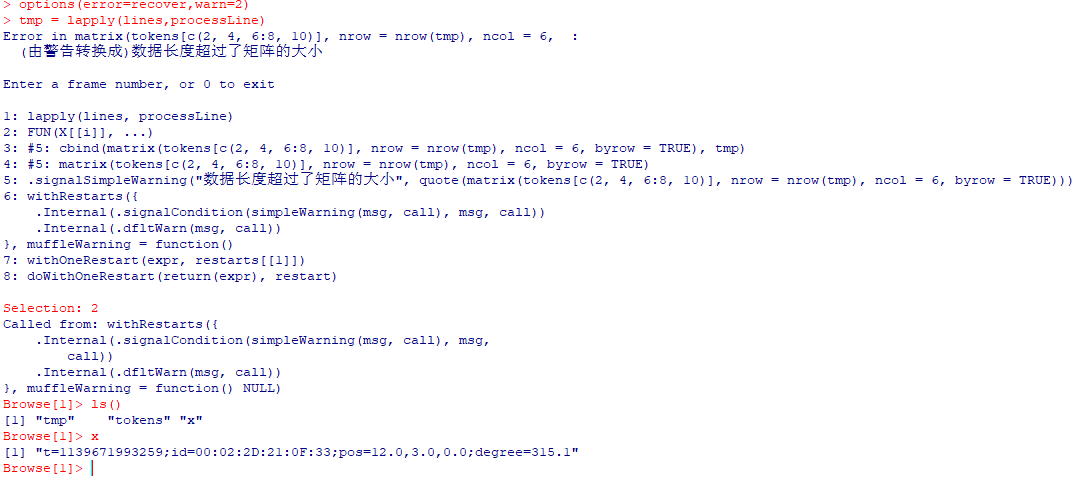 > options(error=recover,warn=2)
> tmp = lapply(lines,processLine)
Error in matrix(tokens[c(2, 4, 6:8, 10)], nrow = nrow(tmp), ncol = 6,  :
  (由警告转换成)数据长度超过了矩阵的大小

Enter a frame number, or 0 to exit

1: lapply(lines, processLine)
2: FUN(X[[i]], ...)
3: #5: cbind(matrix(tokens[c(2, 4, 6:8, 10)], nrow = nrow(tmp), ncol = 6, byrow = TRUE), tmp)
4: #5: matrix(tokens[c(2, 4, 6:8, 10)], nrow = nrow(tmp), ncol = 6, byrow = TRUE)
5: .signalSimpleWarning("数据长度超过了矩阵的大小", quote(matrix(tokens[c(2, 4, 6:8, 10)], nrow = nrow(tmp), ncol = 6, byrow = TRUE)))
6: withRestarts({
    .Internal(.signalCondition(simpleWarning(msg, call), msg, call))
    .Internal(.dfltWarn(msg, call))
}, muffleWarning = function()
7: withOneRestart(expr, restarts[[1]])
8: doWithOneRestart(return(expr), restart)

Selection: 2
Called from: withRestarts({
    .Internal(.signalCondition(simpleWarning(msg, call), msg,
        call))
    .Internal(.dfltWarn(msg, call))
}, muffleWarning = function() NULL)
Browse[1]> ls()
[1] "tmp"    "tokens" "x"
Browse[1]> x
[1] "t=1139671993259;id=00:02:2D:21:0F:33;pos=12.0,3.0,0.0;degree=315.1"
Browse[1]>